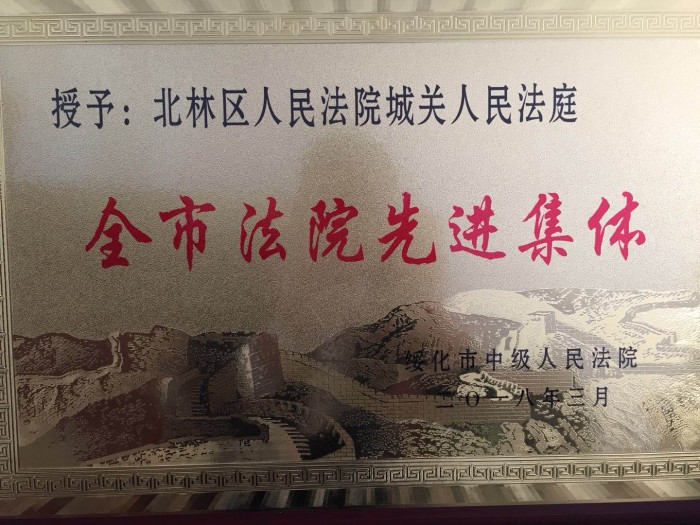 授予：北林区人民法院城关人民法庭
全市法院先进集体
绥化市中级人民法院
二〇一八年三月